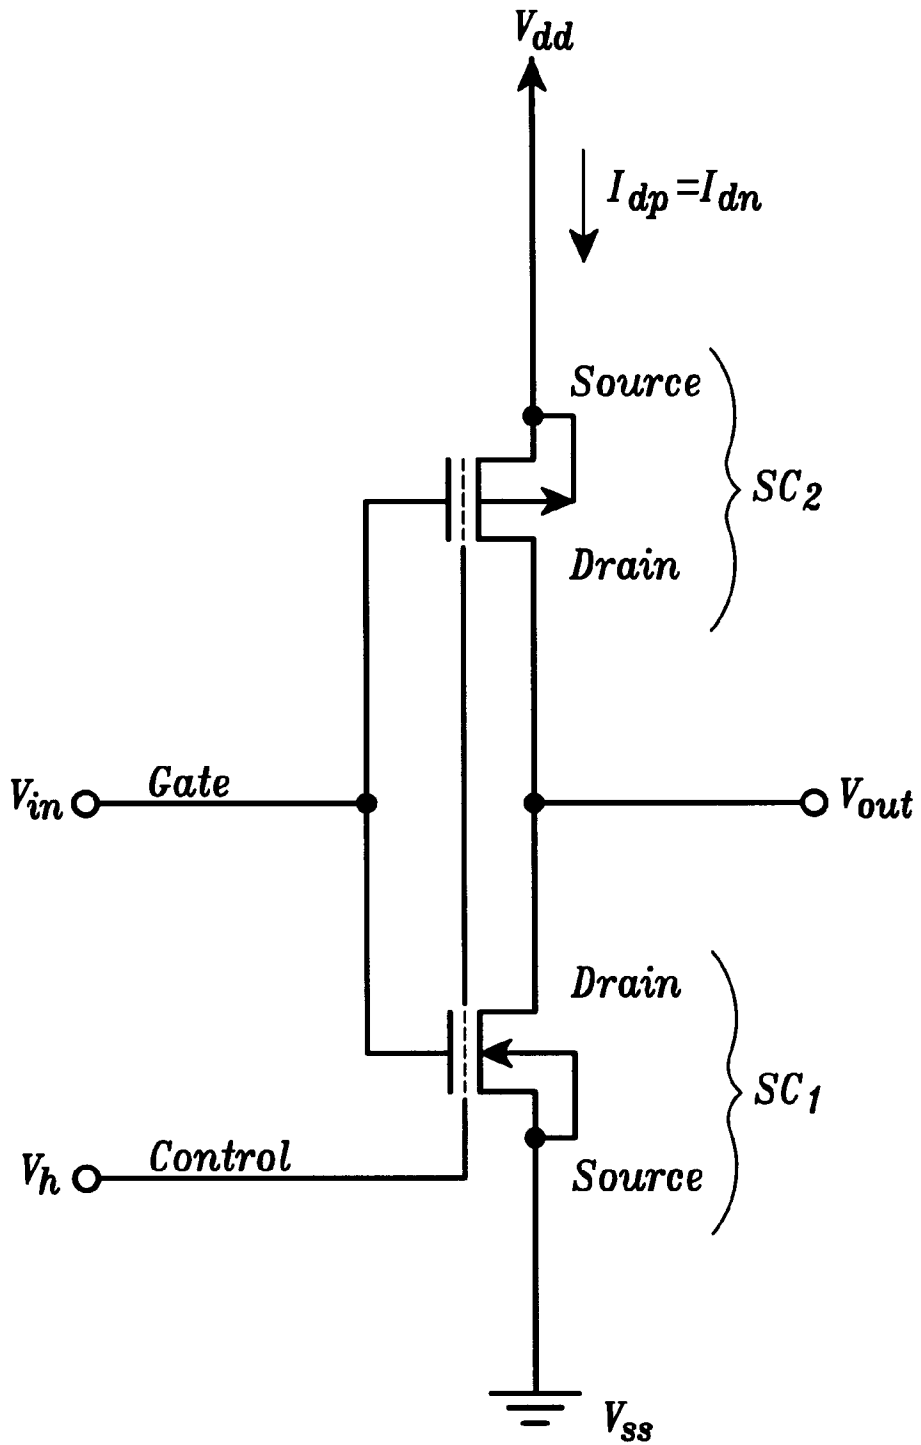 V_dd
I_dp=I_dn
Source
SC_2
Drain
V_in
Gate
V_out
Drain
SC_1
V_h
Control
Source
V_ss